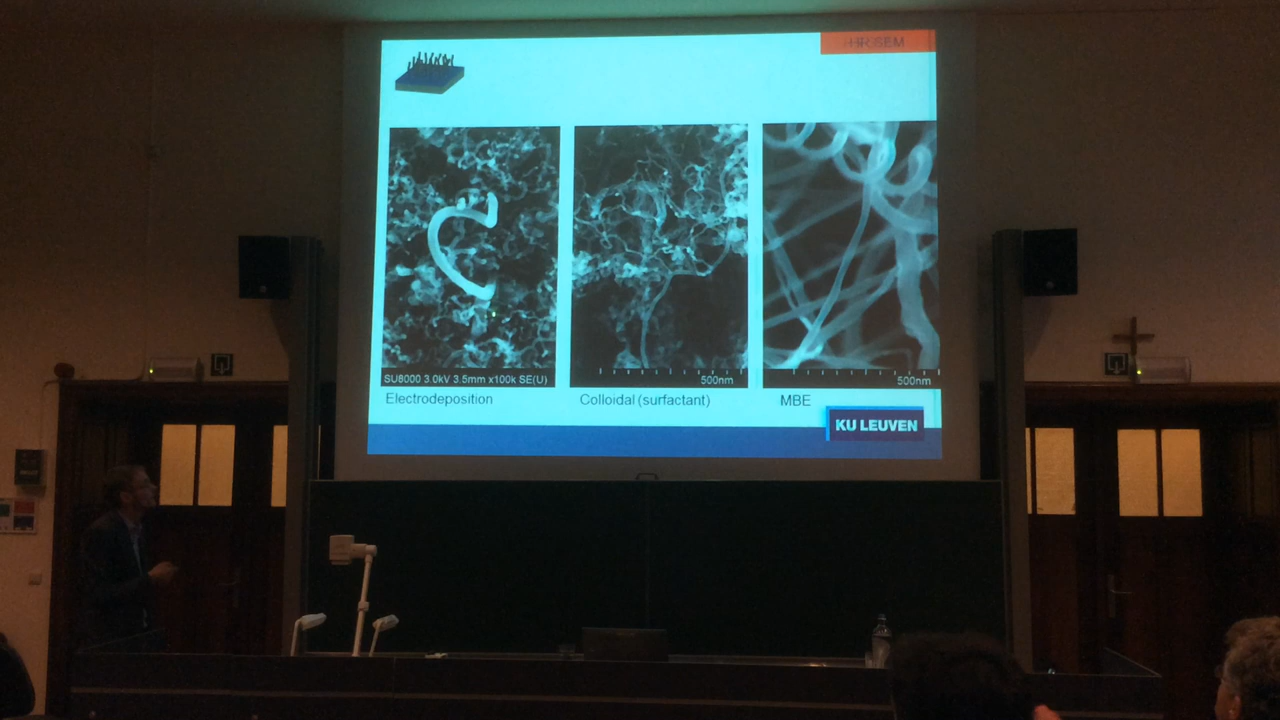 HR-SEM
SU8000 3.0kV 3.5mm x100k SE(U)
500nm
500nm
Electrodeposition
Colloidal (surfactant)
MBE
KU LEUVEN